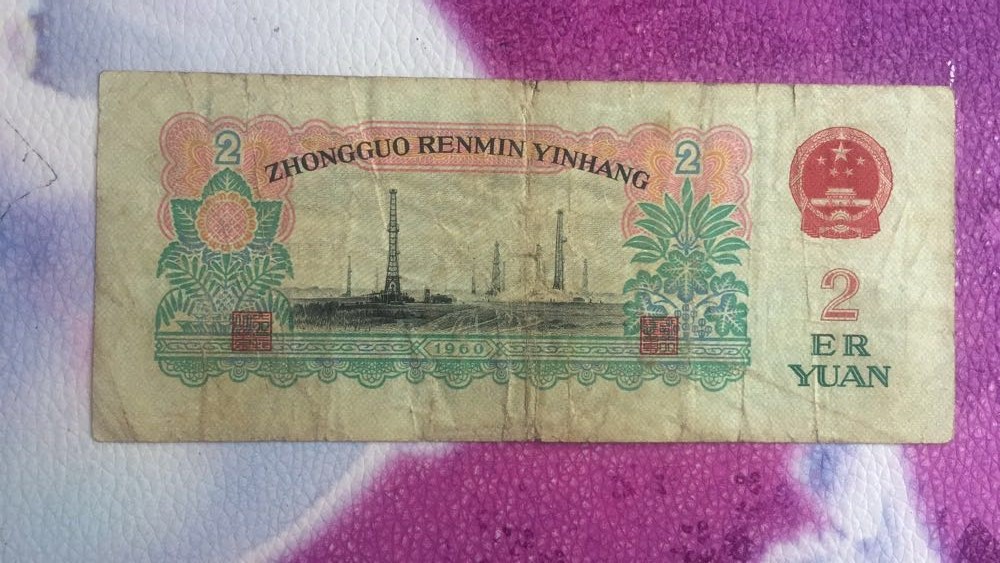 2
2
ZHONGGUO RENMIN YINHANG
1960
2
ER
YUAN